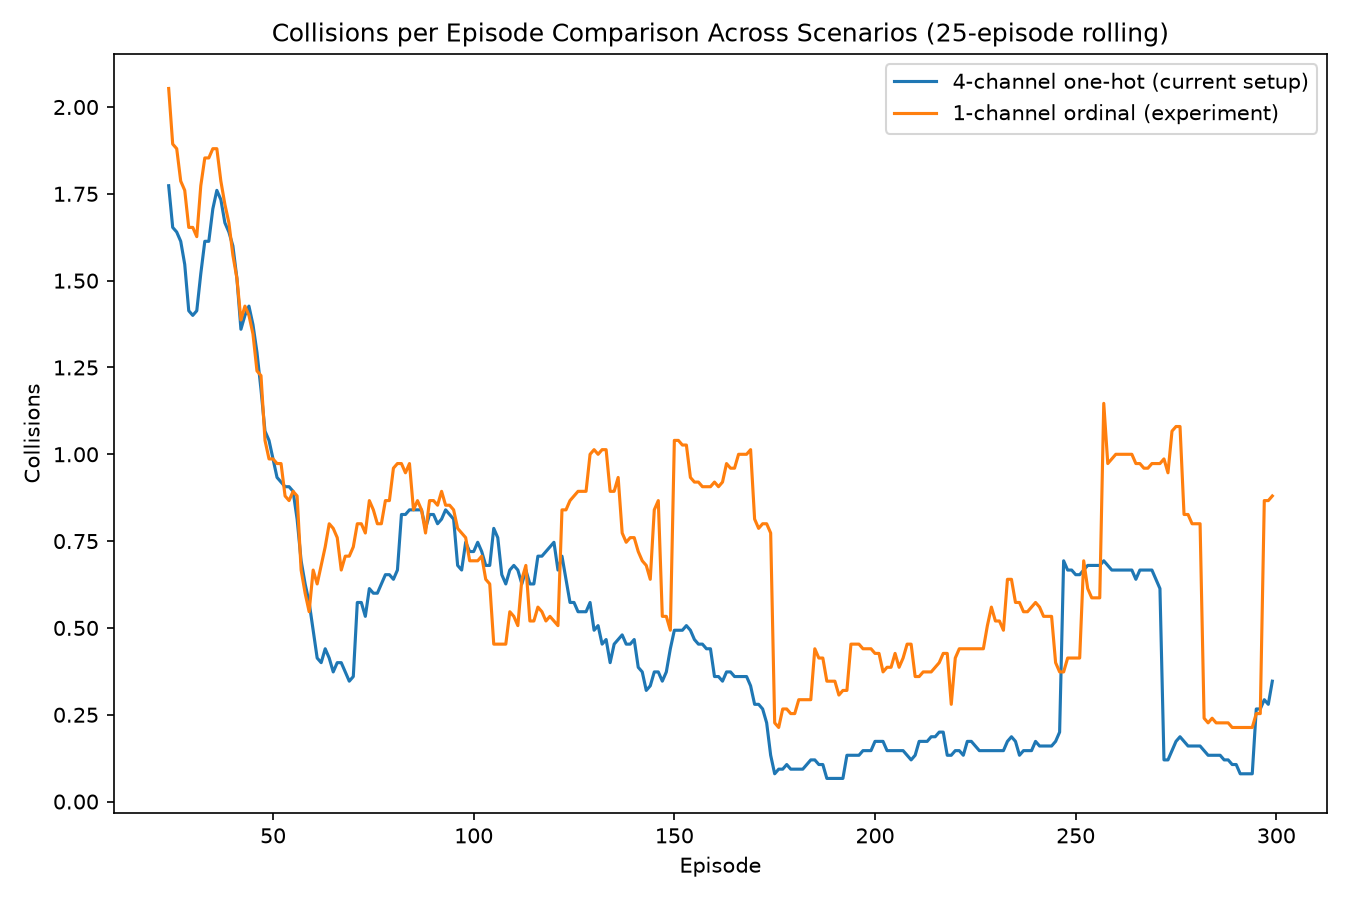 Collisions per Episode Comparison Across Scenarios (25-episode rolling)
4-channel one-hot (current setup)
1-channel ordinal (experiment)
Collisions
2.00
1.75
1.50
1.25
1.00
0.75
0.50
0.25
0.00
50 100 150 200 250 300
Episode